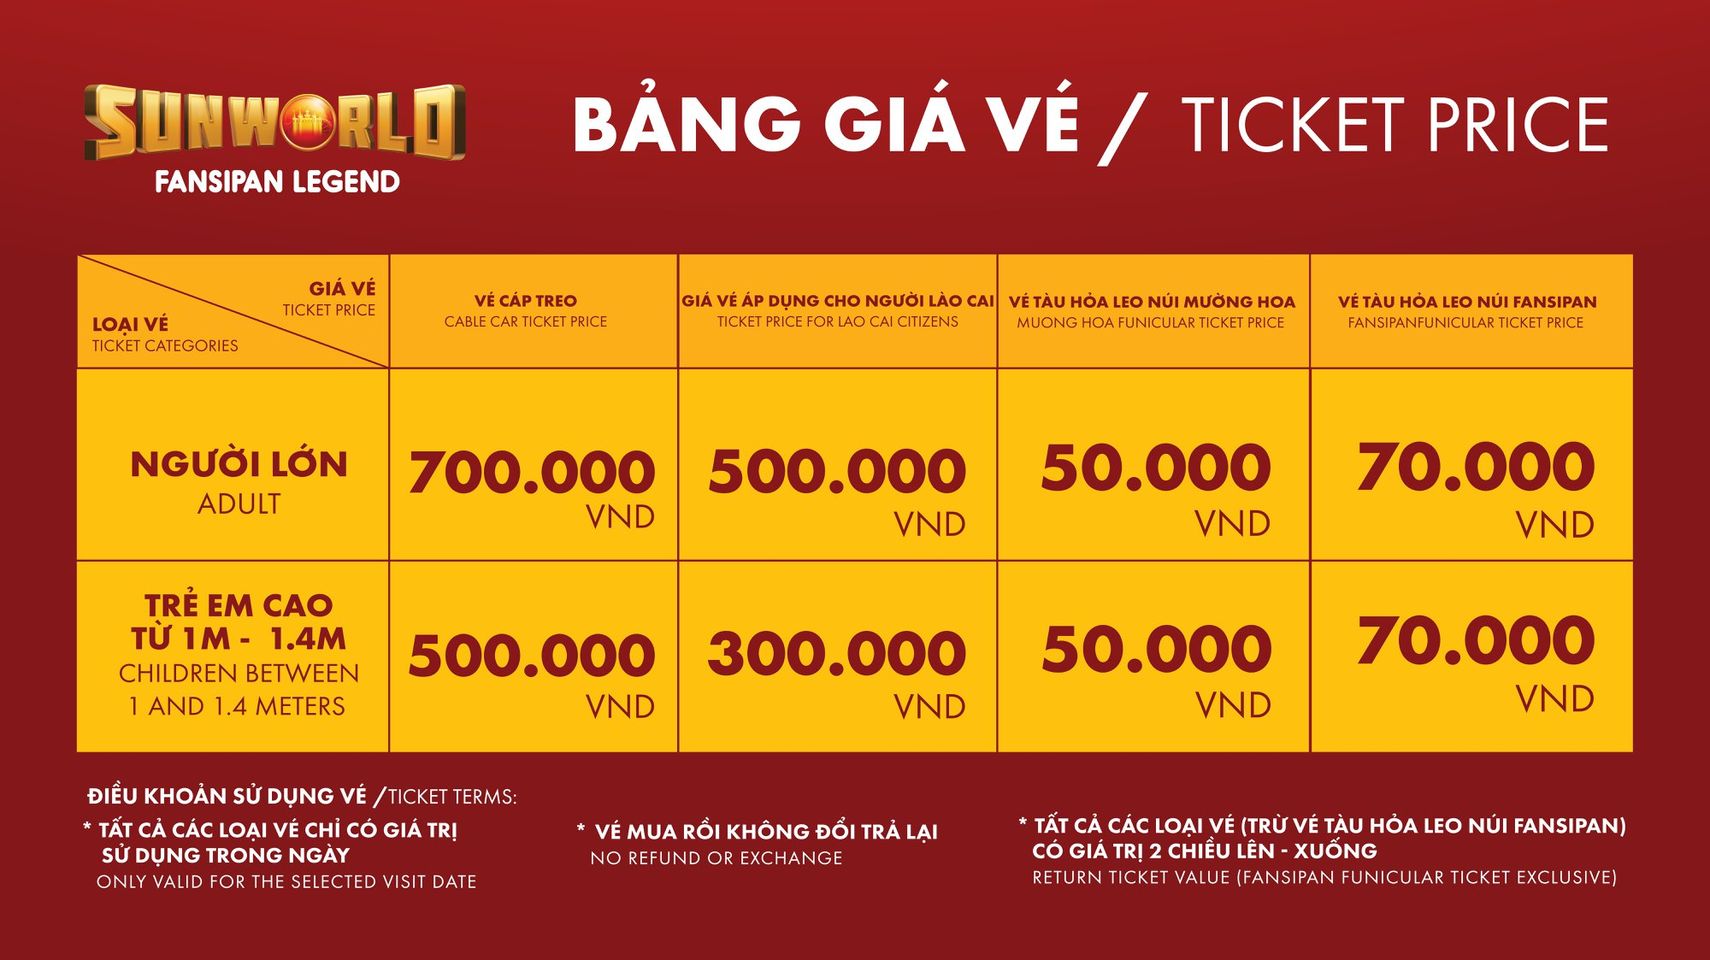 SUNWORLD
FANSIPAN LEGEND
BẢNG GIÁ VÉ / TICKET PRICE
GIÁ VÉ
TICKET PRICE
LOẠI VÉ
TICKET CATEGORIES
VÉ CÁP TREO
CABLE CAR TICKET PRICE
GIÁ VÉ ÁP DỤNG CHO NGƯỜI LÀO CAI
TICKET PRICE FOR LAO CAI CITIZENS
VÉ TÀU HỎA LEO NÚI MƯỜNG HOA
MUONG HOA FUNICULAR TICKET PRICE
VÉ TÀU HỎA LEO NÚI FANSIPAN
FANSIPANFUNICULAR TICKET PRICE
NGƯỜI LỚN
ADULT
700.000
VND
500.000
VND
50.000
VND
70.000
VND
TRẺ EM CAO
TỪ 1M - 1.4M
CHILDREN BETWEEN
1 AND 1.4 METERS
500.000
VND
300.000
VND
50.000
VND
70.000
VND
ĐIỀU KHOẢN SỬ DỤNG VÉ /TICKET TERMS:
* TẤT CẢ CÁC LOẠI VÉ CHỈ CÓ GIÁ TRỊ
SỬ DỤNG TRONG NGÀY
ONLY VALID FOR THE SELECTED VISIT DATE
* VÉ MUA RỒI KHÔNG ĐỔI TRẢ LẠI
NO REFUND OR EXCHANGE
* TẤT CẢ CÁC LOẠI VÉ (TRỪ VÉ TÀU HỎA LEO NÚI FANSIPAN)
CÓ GIÁ TRỊ 2 CHIỀU LÊN - XUỐNG
RETURN TICKET VALUE (FANSIPAN FUNICULAR TICKET EXCLUSIVE)